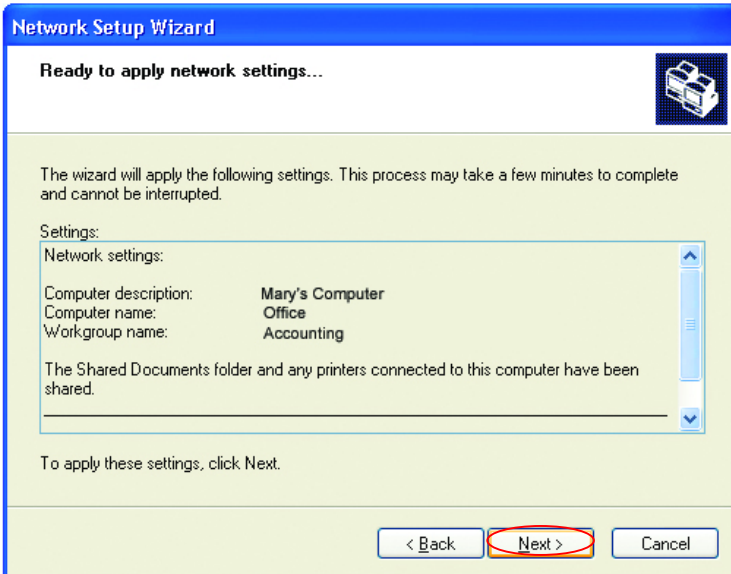 Network Setup Wizard
Ready to apply network settings...
The wizard will apply the following settings. This process may take a few minutes to complete
and cannot be interrupted.
Settings:
Network settings:
Computer description: Mary's Computer
Computer name: Office
Workgroup name: Accounting
The Shared Documents folder and any printers connected to this computer have been
shared.
To apply these settings, click Next.
< Back Next > Cancel